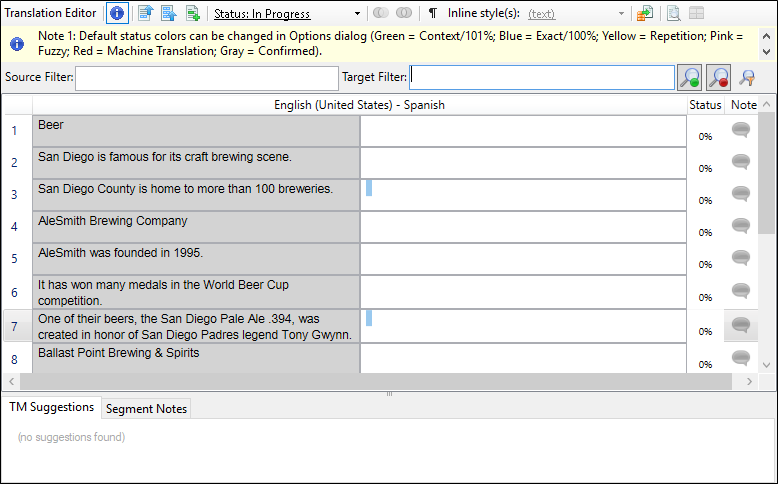 Translation Editor Status: In Progress ¶ Inline style(s): (text)
Note 1: Default status colors can be changed in Options dialog (Green = Context/101%; Blue = Exact/100%; Yellow = Repetition; Pink =
Fuzzy; Red = Machine Translation; Gray = Confirmed).
Source Filter: Target Filter:
English (United States) - Spanish Status Note
1 Beer 0%
2 San Diego is famous for its craft brewing scene. 0%
3 San Diego County is home to more than 100 breweries. 0%
4 AleSmith Brewing Company 0%
5 AleSmith was founded in 1995. 0%
6 It has won many medals in the World Beer Cup
competition. 0%
7 One of their beers, the San Diego Pale Ale .394, was
created in honor of San Diego Padres legend Tony Gwynn. 0%
8 Ballast Point Brewing & Spirits 0%
TM Suggestions Segment Notes
(no suggestions found)